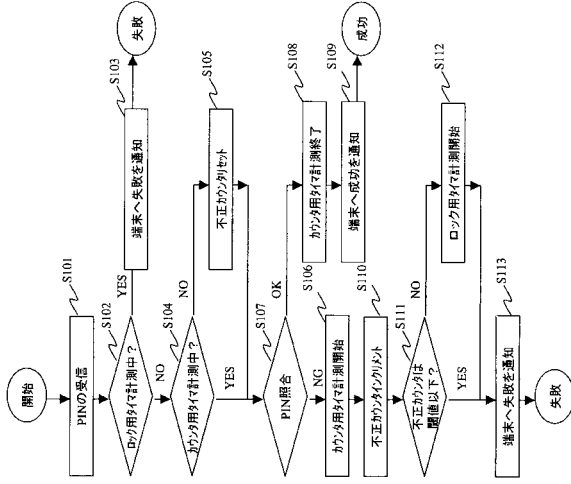 開始
S101
PINの受信
S102
ロック用タイマ計測中?
YES
S103
端末へ失敗を通知
失敗
NO
S104
カウンタ用タイマ計測中?
NO
S105
不正カウンタリセット
YES
S107
PIN照合
OK
S108
カウンタ用タイマ計測終了
S109
端末へ成功を通知
成功
NG
S106
カウンタ用タイマ計測開始
S110
不正カウンタインクリメント
S111
不正カウンタは
閾値以下?
NO
S112
ロック用タイマ計測開始
YES
S113
端末へ失敗を通知
失敗